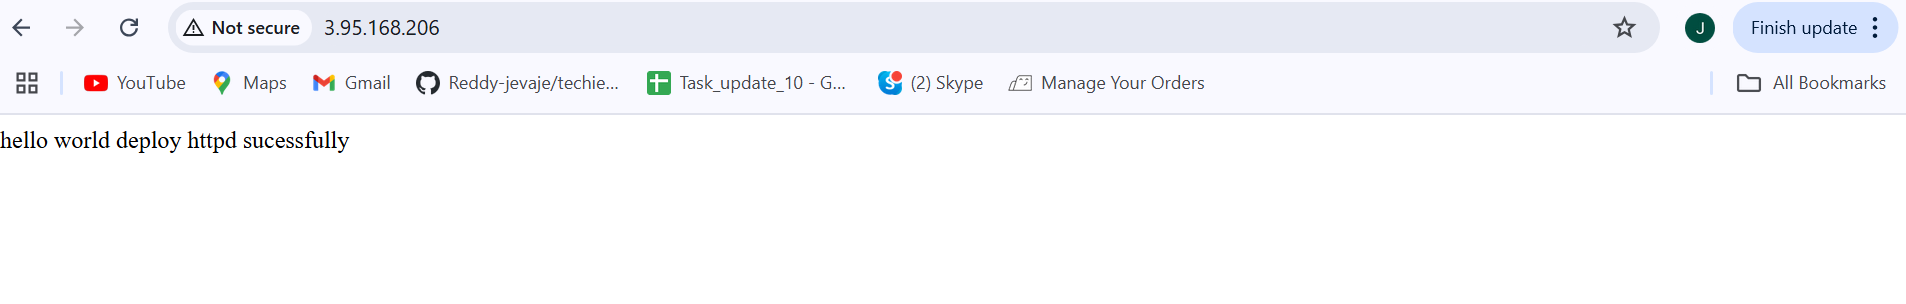 Not secure 3.95.168.206 J Finish update
YouTube Maps Gmail Reddy-jevaje/techie... Task_update_10 - G... S (2) Skype Manage Your Orders All Bookmarks
hello world deploy httpd sucessfully